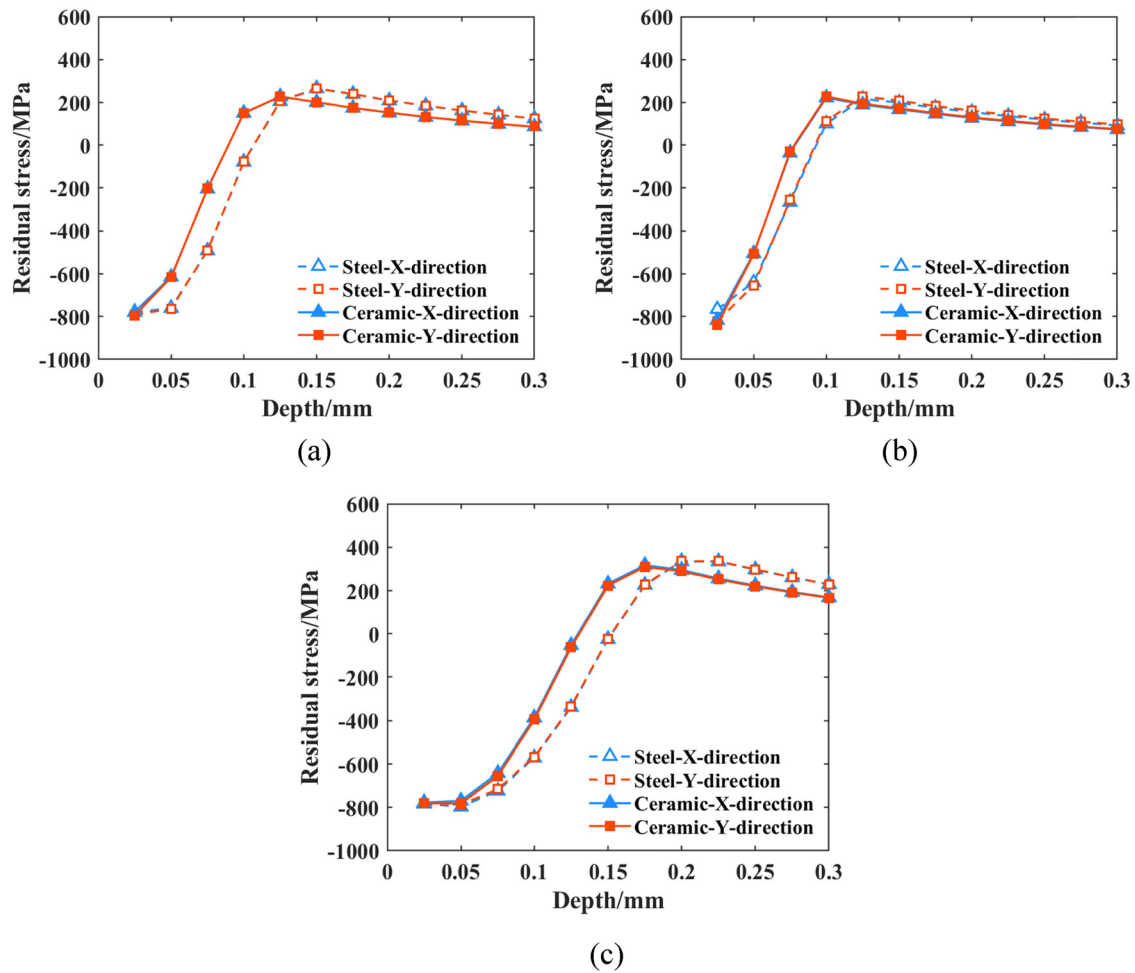 600
400
200
0
-200
-400
-600
-800
-1000
Residual stress/MPa
Steel-X-direction
Steel-Y-direction
Ceramic-X-direction
Ceramic-Y-direction
0 0.05 0.1 0.15 0.2 0.25 0.3
Depth/mm
(a)
600
400
200
0
-200
-400
-600
-800
-1000
Residual stress/MPa
Steel-X-direction
Steel-Y-direction
Ceramic-X-direction
Ceramic-Y-direction
0 0.05 0.1 0.15 0.2 0.25 0.3
Depth/mm
(b)
600
400
200
0
-200
-400
-600
-800
-1000
Residual stress/MPa
Steel-X-direction
Steel-Y-direction
Ceramic-X-direction
Ceramic-Y-direction
0 0.05 0.1 0.15 0.2 0.25 0.3
Depth/mm
(c)